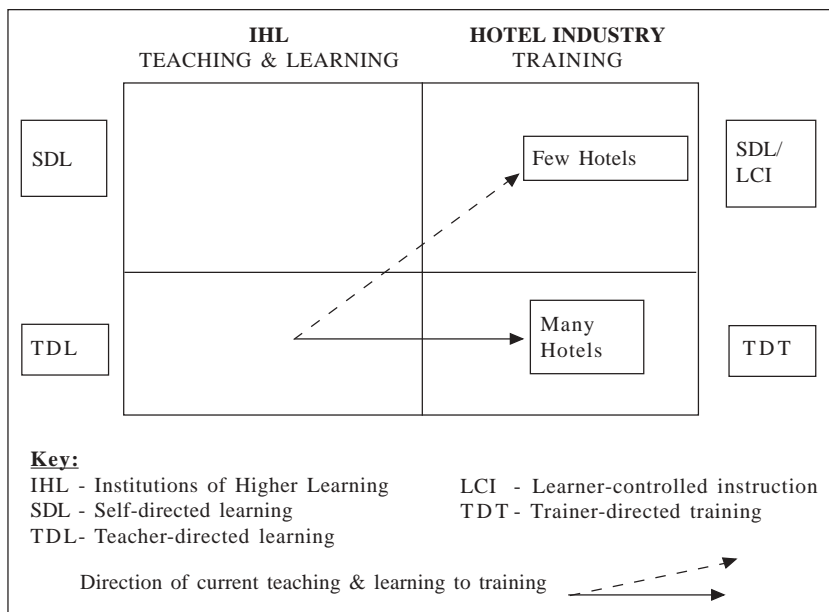 IHL
TEACHING & LEARNING
HOTEL INDUSTRY
TRAINING
SDL
Few Hotels
SDL/
LCI
TDL
Many
Hotels
TDT
Key:
IHL - Institutions of Higher Learning
SDL - Self-directed learning
TDL- Teacher-directed learning
LCI - Learner-controlled instruction
TDT - Trainer-directed training
Direction of current teaching & learning to training